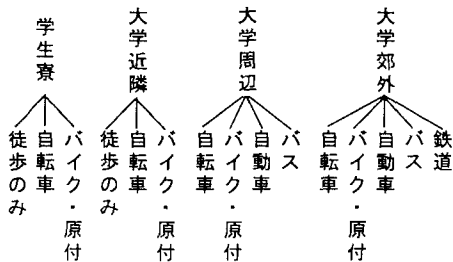 学生寮
徒歩のみ
自転車
バイク・原付
大学近隣
徒歩のみ
自転車
バイク・原付
大学周辺
自転車
バイク・原付
自動車
バス
大学郊外
自転車
バイク・原付
自動車
バス
鉄道